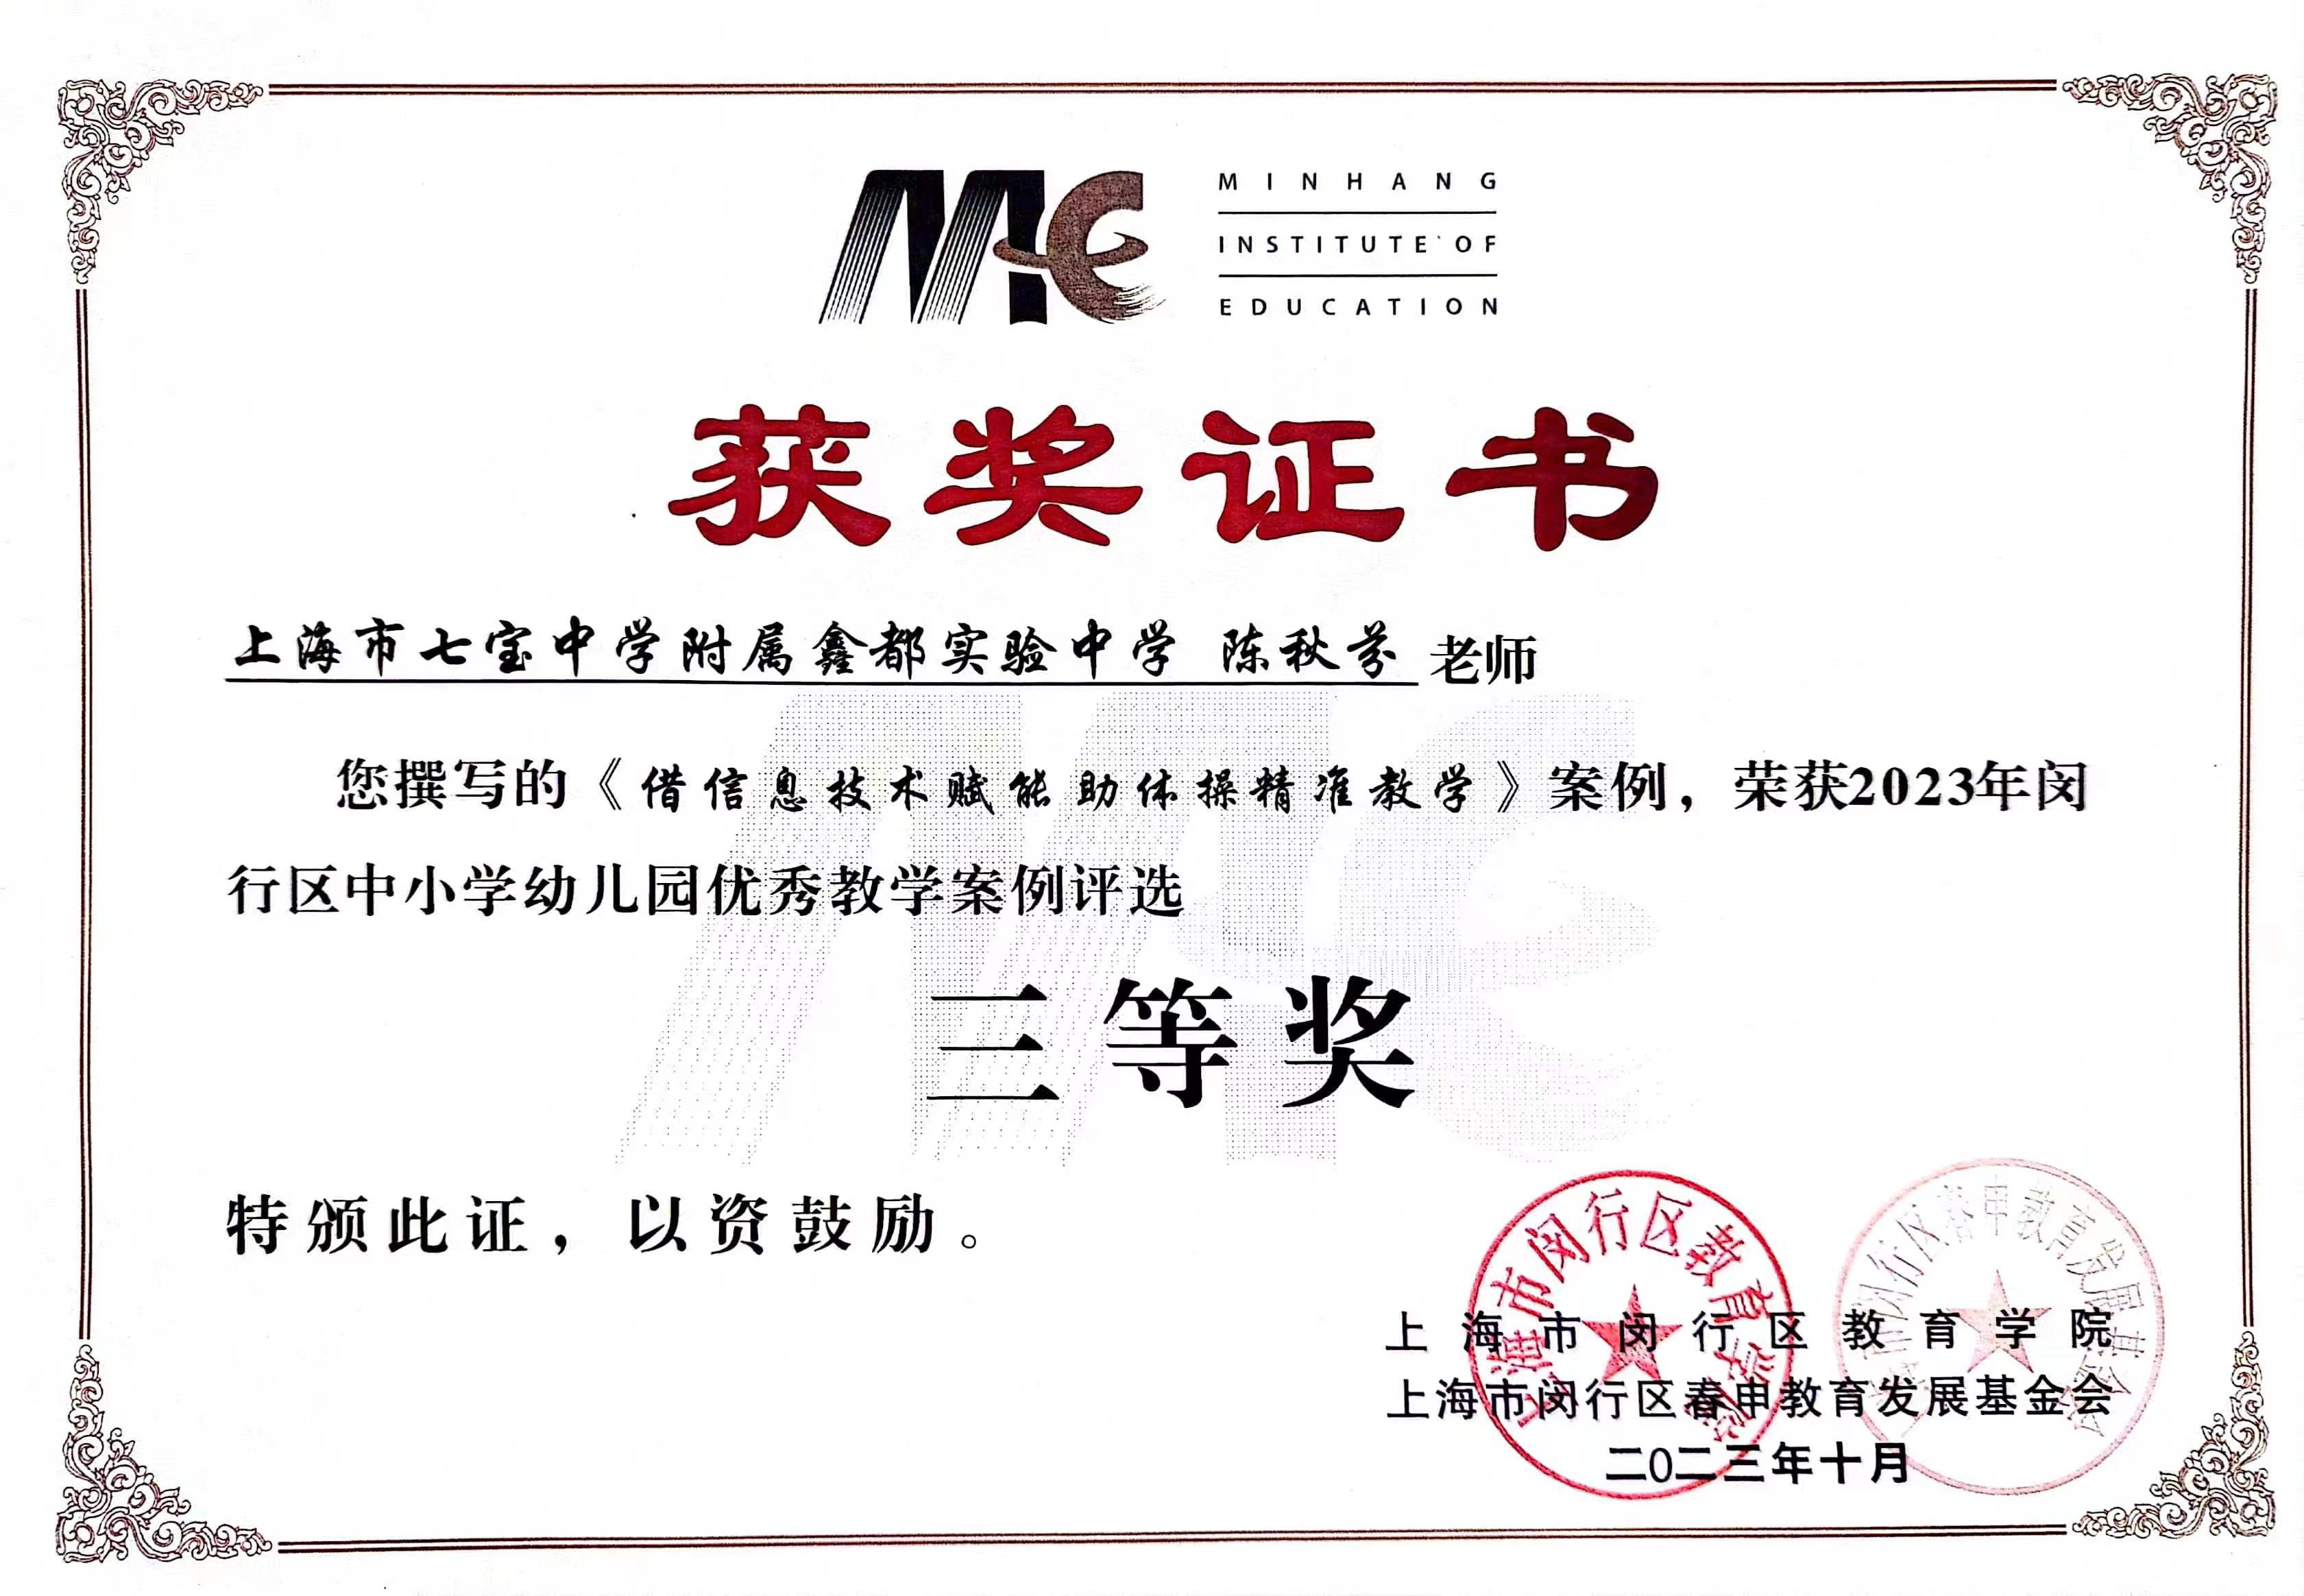 MINHANG
INSTITUTE OF
EDUCATION
获奖证书
上海市七宝中学附属鑫都实验中学 陈秋芬 老师
您撰写的《借信息技术赋能助体操精准教学》案例，荣获2023年闵
行区中小学幼儿园优秀教学案例评选
三等奖
特颁此证，以资鼓励。
上海市闵行区教育学院
上海市闵行区春申教育发展基金会
二〇二三年十月
上海市闵行区教育学院
上海市闵行区春申教育发展基金会